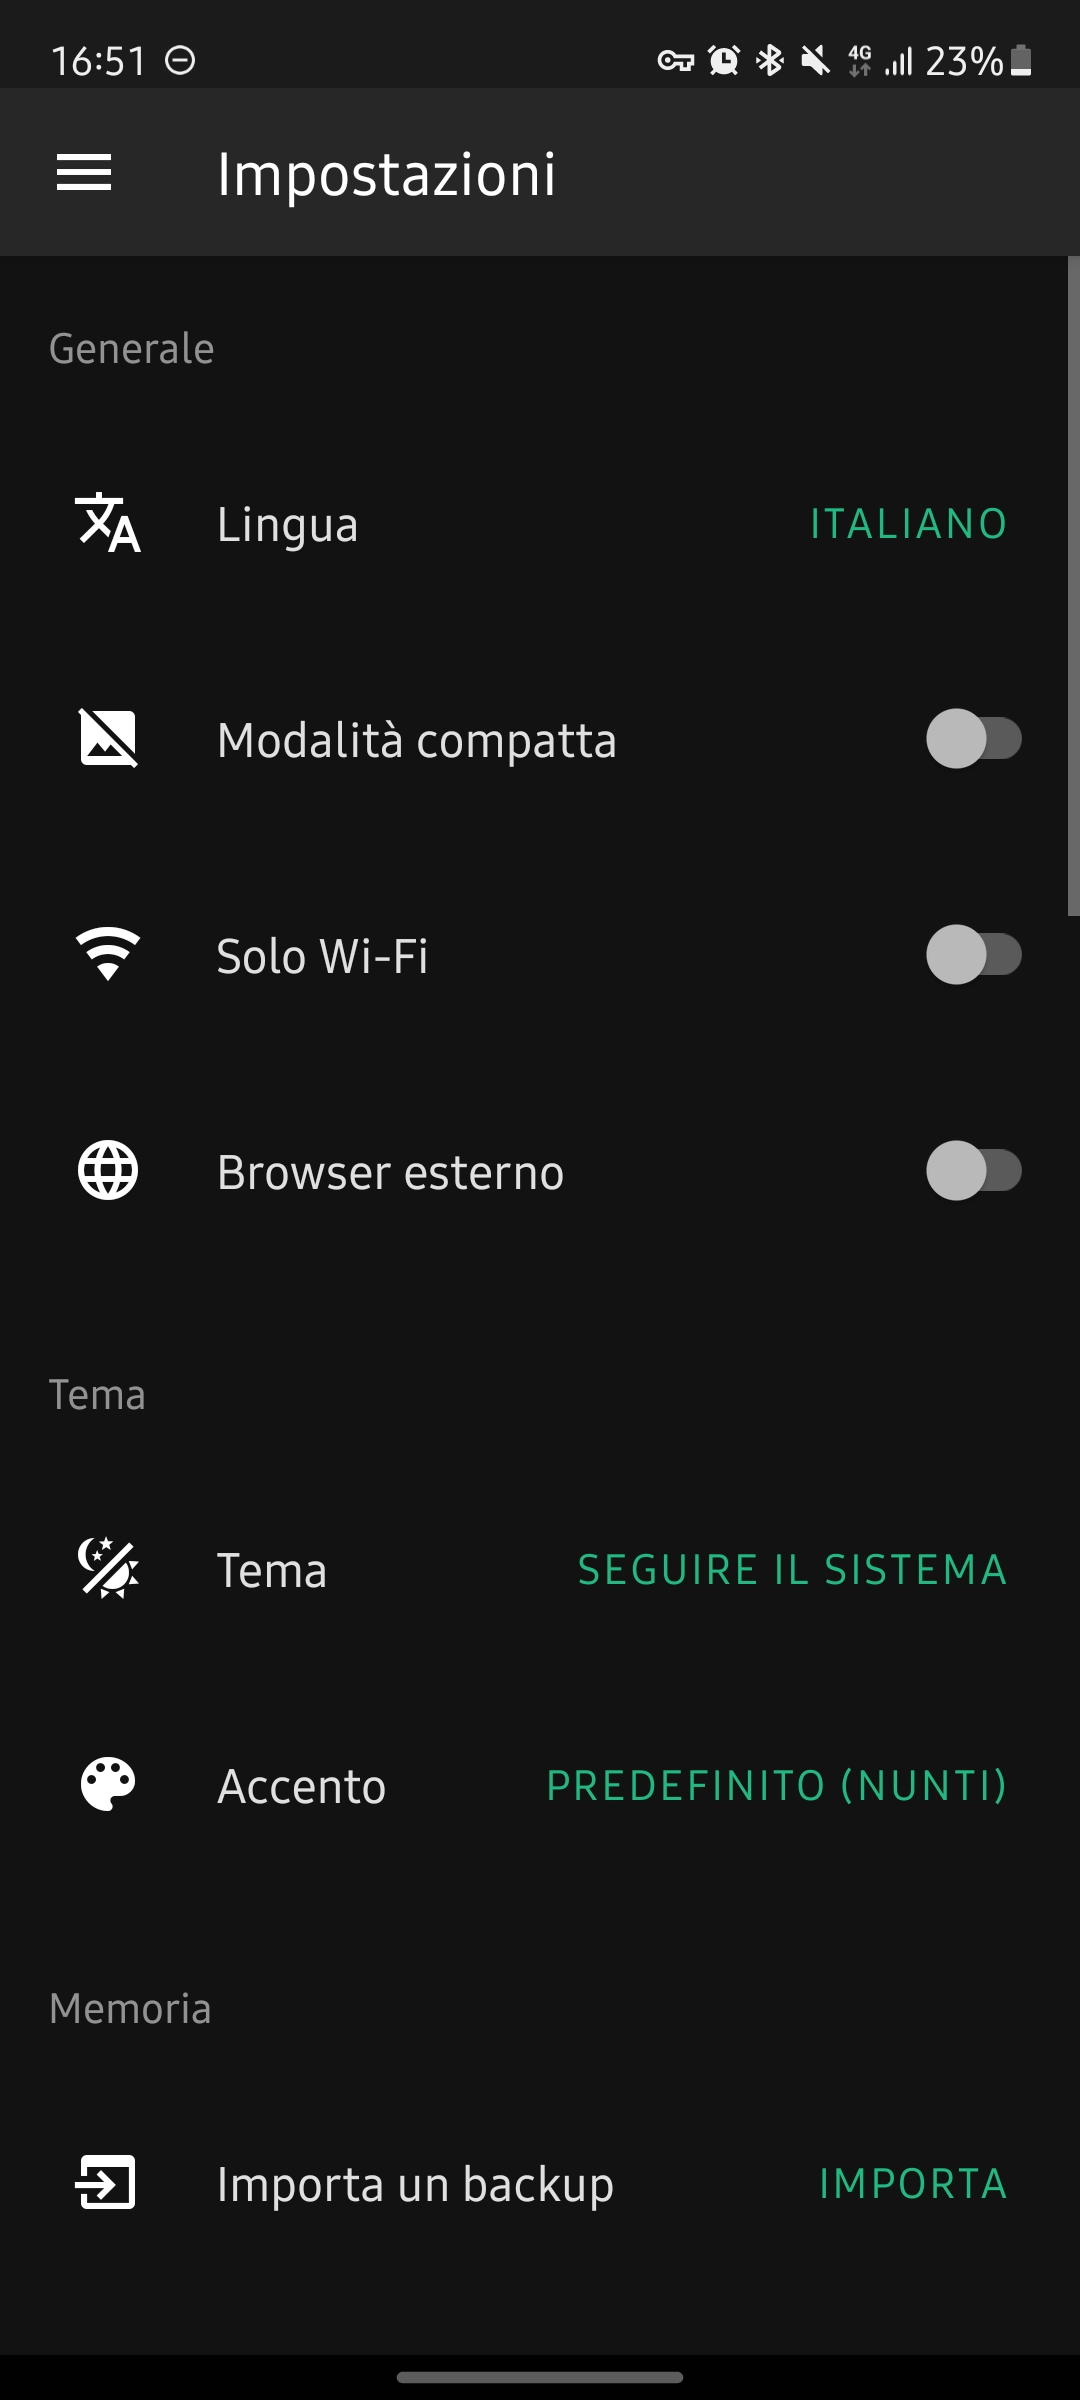 16:51 4G 23%
Impostazioni
Generale
Lingua ITALIANO
Modalità compatta
Solo Wi-Fi
Browser esterno
Tema
Tema SEGUIRE IL SISTEMA
Accento PREDEFINITO (NUNTI)
Memoria
Importa un backup IMPORTA